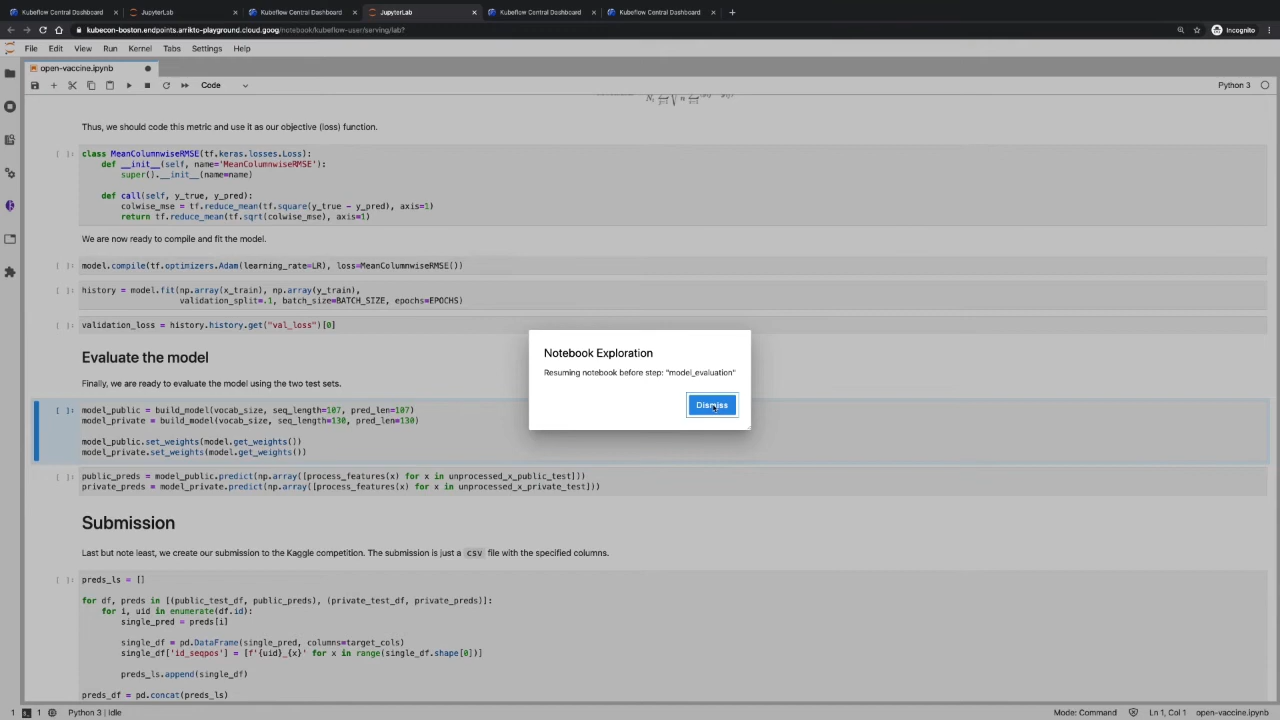 Kubeflow Central Dashboard
JupyterLab
Kubeflow Central Dashboard
JupyterLab
Kubeflow Central Dashboard
Kubeflow Central Dashboard
kubecon-boston.endpoints.arrikto-playground.cloud.goog/notebook/kubeflow-user/serving/lab?
Incognito
File Edit View Run Kernel Tabs Settings Help
open-vaccine.ipynb
Code
Python 3
Thus, we should code this metric and use it as our objective (loss) function.
[ ]: class MeanColumnwiseRMSE(tf.keras.losses.Loss):
def __init__(self, name='MeanColumnwiseRMSE'):
super().__init__(name=name)
def call(self, y_true, y_pred):
colwise_mse = tf.reduce_mean(tf.square(y_true - y_pred), axis=1)
return tf.reduce_mean(tf.sqrt(colwise_mse), axis=1)
We are now ready to compile and fit the model.
[ ]: model.compile(tf.optimizers.Adam(learning_rate=LR), loss=MeanColumnwiseRMSE())
[ ]: history = model.fit(np.array(x_train), np.array(y_train),
validation_split=.1, batch_size=BATCH_SIZE, epochs=EPOCHS)
[ ]: validation_loss = history.history.get("val_loss")[0]
Evaluate the model
Finally, we are ready to evaluate the model using the two test sets.
[ ]: model_public = build_model(vocab_size, seq_length=107, pred_len=107)
model_private = build_model(vocab_size, seq_length=130, pred_len=130)
model_public.set_weights(model.get_weights())
model_private.set_weights(model.get_weights())
[ ]: public_preds = model_public.predict(np.array([process_features(x) for x in unprocessed_x_public_test]))
private_preds = model_private.predict(np.array([process_features(x) for x in unprocessed_x_private_test]))
Notebook Exploration
Resuming notebook before step: "model_evaluation"
Dismiss
Submission
Last but note least, we create our submission to the Kaggle competition. The submission is just a csv file with the specified columns.
[ ]: preds_ls = []
for df, preds in [(public_test_df, public_preds), (private_test_df, private_preds)]:
for i, uid in enumerate(df.id):
single_pred = preds[i]
single_df = pd.DataFrame(single_pred, columns=target_cols)
single_df['id_seqpos'] = [f'{uid}_{x}' for x in range(single_df.shape[0])]
preds_ls.append(single_df)
preds_df = pd.concat(preds_ls)
1 1 Python 3 | Idle
Mode: Command Ln 1, Col 1 open-vaccine.ipynb